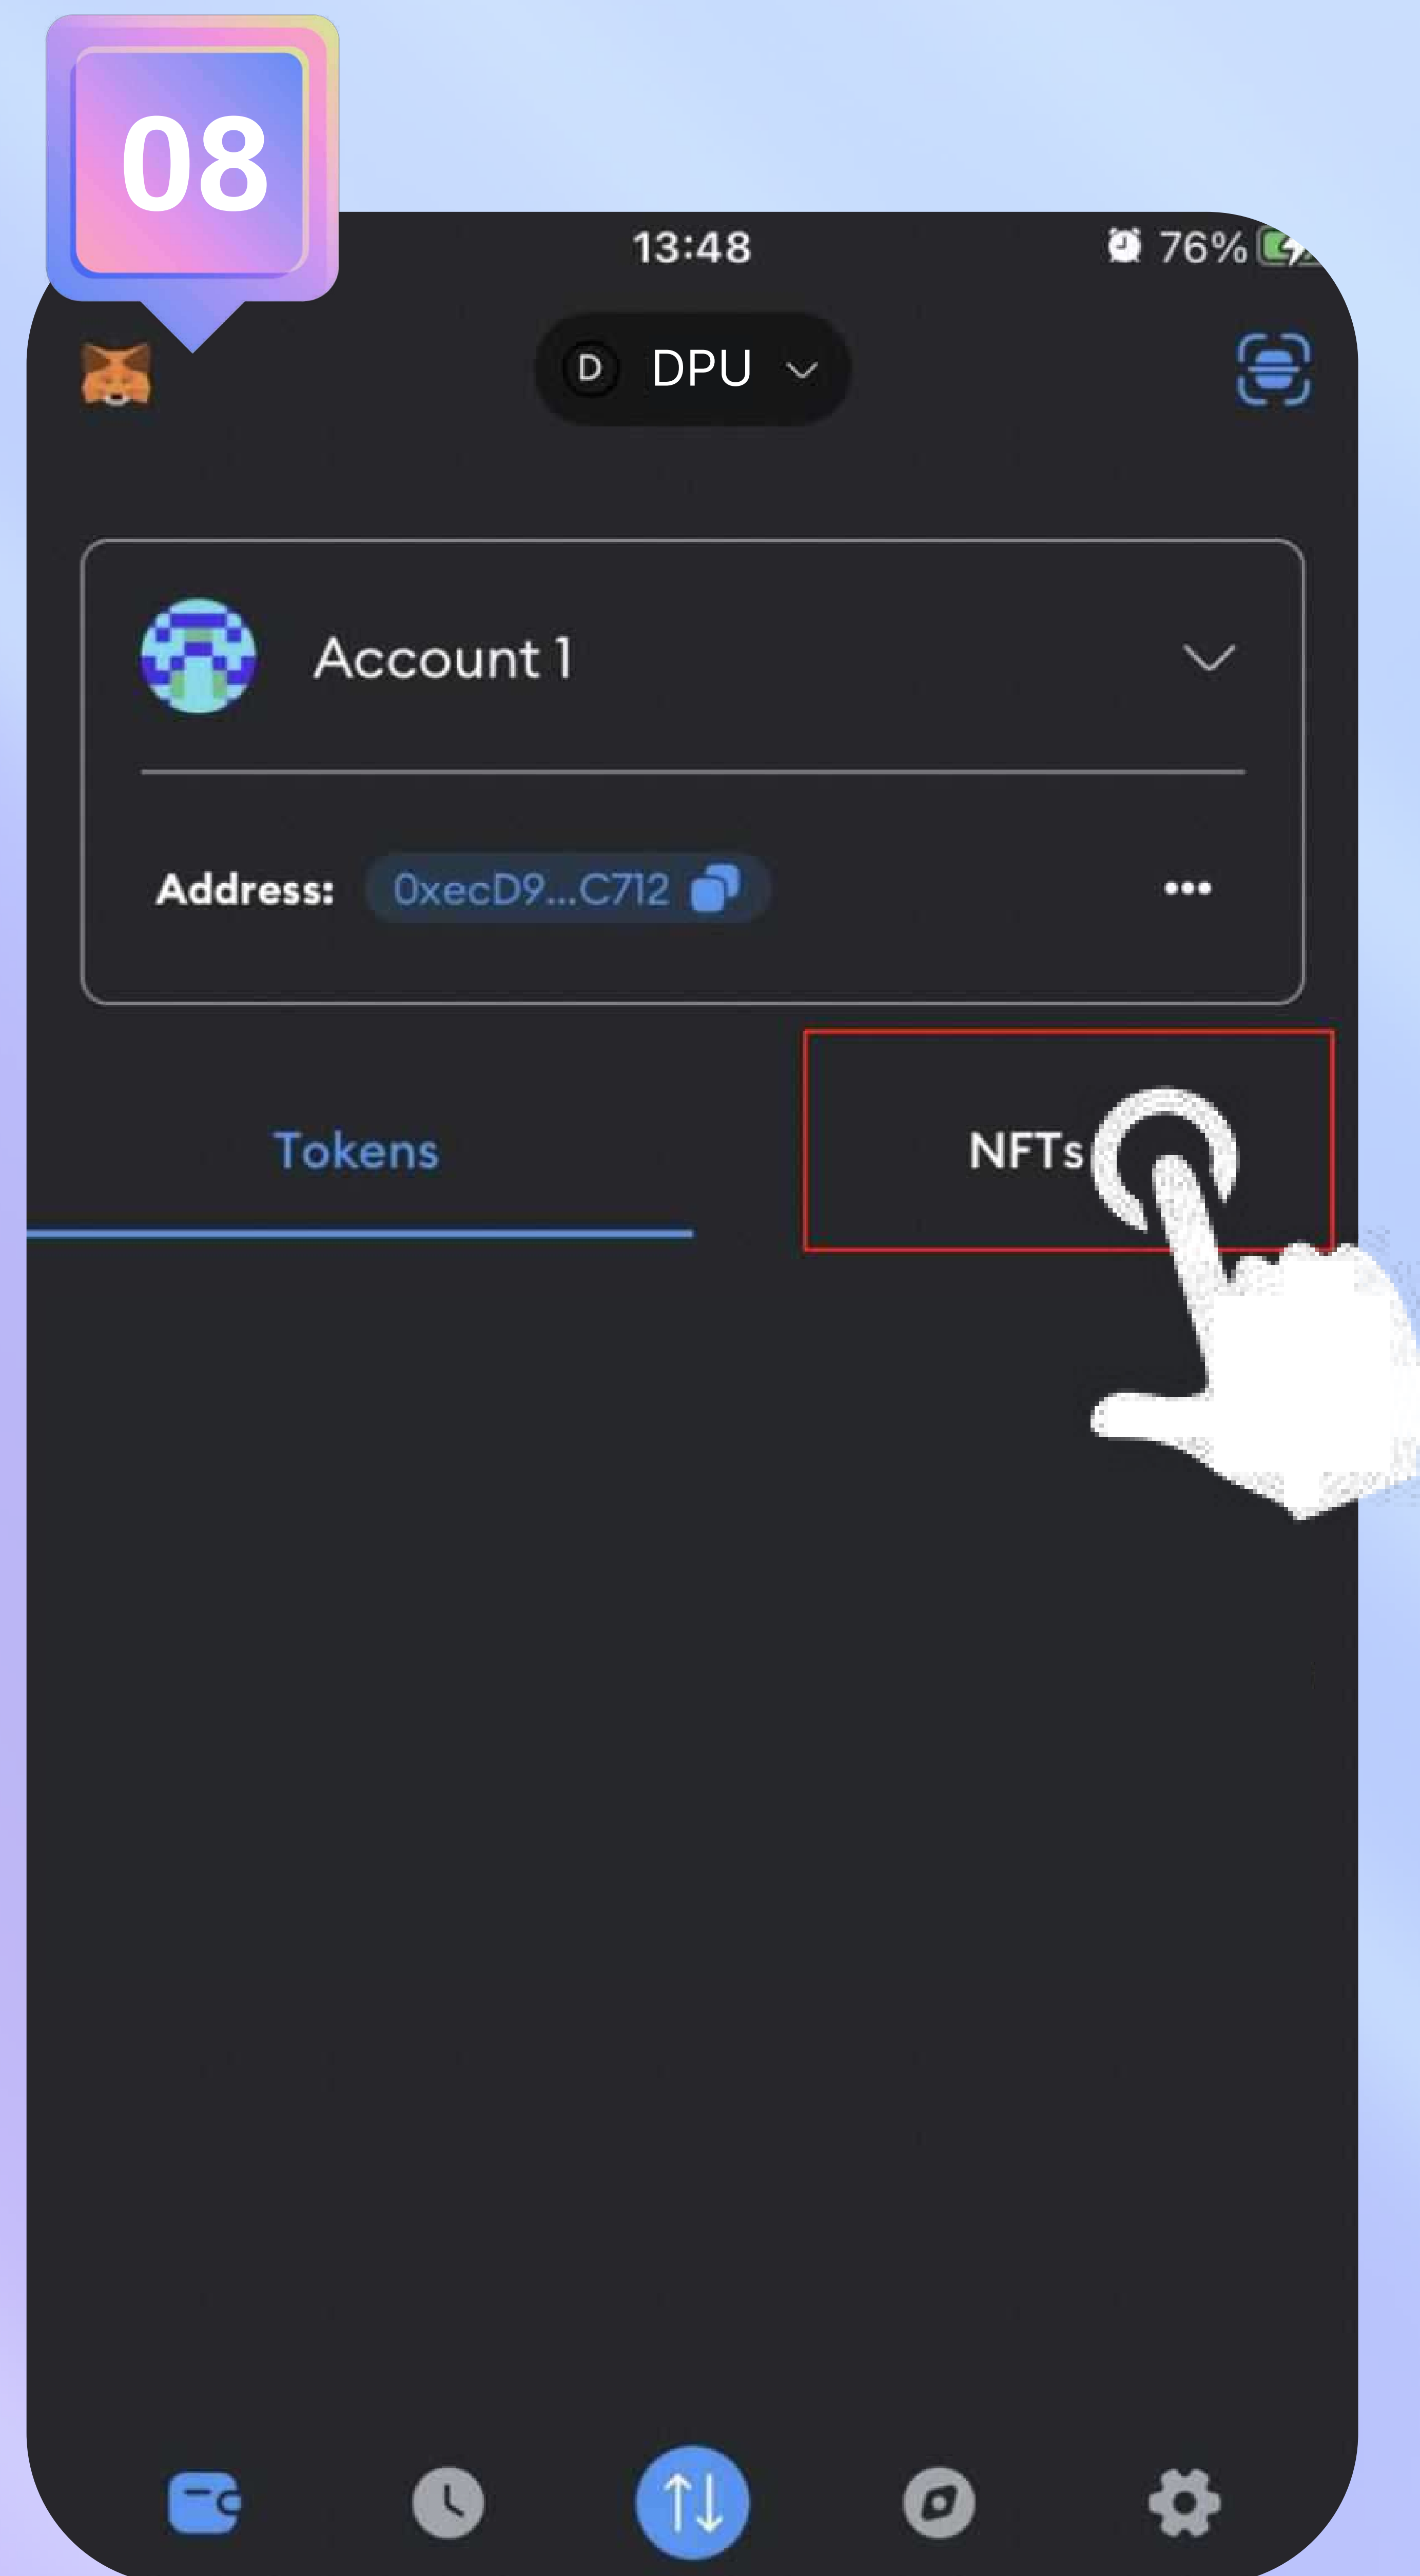 08
13:48
76%
D DPU
Account 1
Address: 0xecD9...C712
Tokens
NFTs